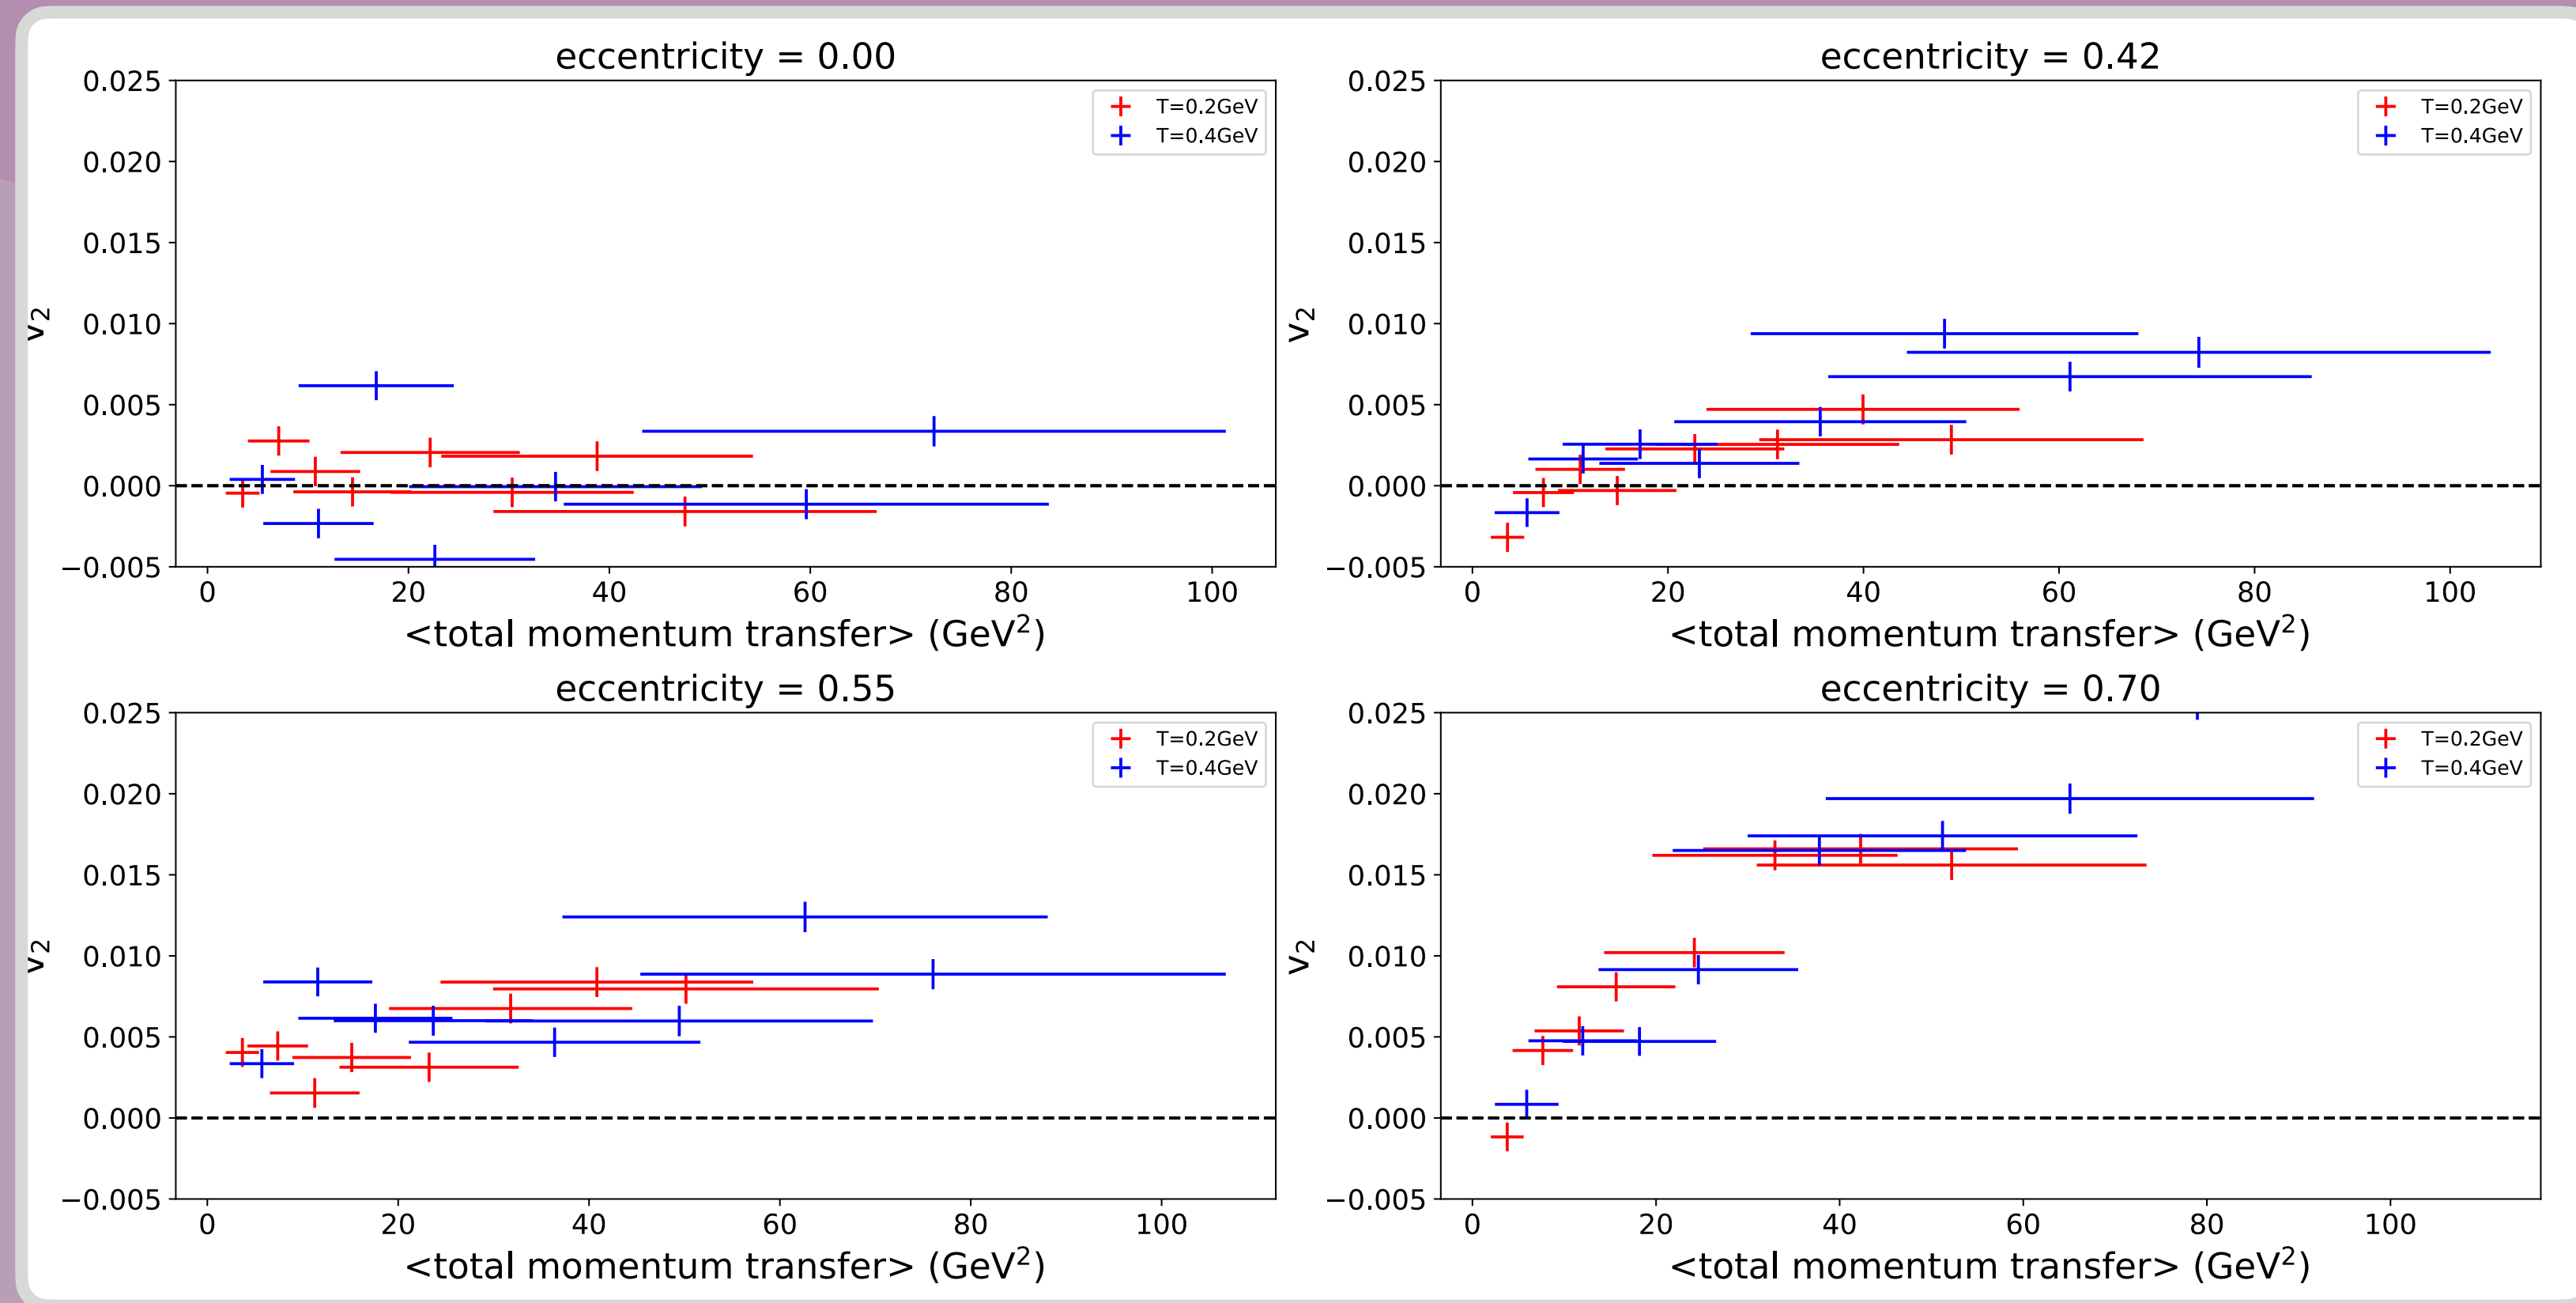 eccentricity = 0.00
0.025
0.020
0.015
0.010
0.005
0.000
−0.005
v₂
T=0.2GeV
T=0.4GeV
0 20 40 60 80 100
<total momentum transfer> (GeV²)
eccentricity = 0.42
0.025
0.020
0.015
0.010
0.005
0.000
−0.005
v₂
T=0.2GeV
T=0.4GeV
0 20 40 60 80 100
<total momentum transfer> (GeV²)
eccentricity = 0.55
0.025
0.020
0.015
0.010
0.005
0.000
−0.005
v₂
T=0.2GeV
T=0.4GeV
0 20 40 60 80 100
<total momentum transfer> (GeV²)
eccentricity = 0.70
0.025
0.020
0.015
0.010
0.005
0.000
−0.005
v₂
T=0.2GeV
T=0.4GeV
0 20 40 60 80 100
<total momentum transfer> (GeV²)